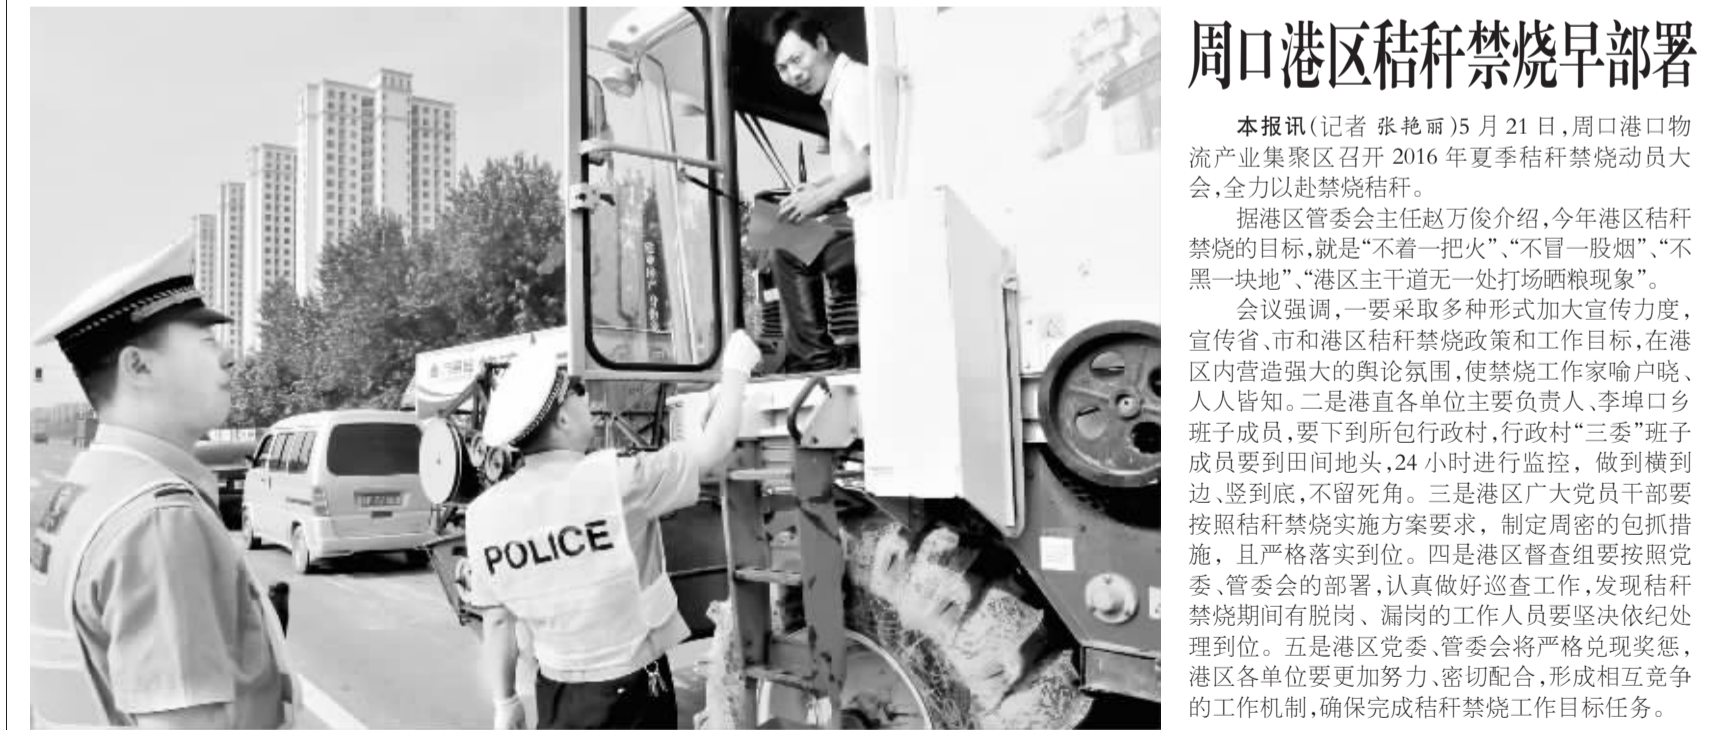 周口港区秸秆禁烧早部署
本报讯(记者 张艳丽)5 月 21 日,周口港口物
流产业集聚区召开 2016 年夏季秸秆禁烧动员大
会,全力以赴禁烧秸秆。
据港区管委会主任赵万俊介绍,今年港区秸秆
禁烧的目标,就是“不着一把火”、“不冒一股烟”、“不
黑一块地”、“港区主干道无一处打场晒粮现象”。
会议强调,一要采取多种形式加大宣传力度,
宣传省、市和港区秸秆禁烧政策和工作目标,在港
区内营造强大的舆论氛围,使禁烧工作家喻户晓、
人人皆知。二是港直各单位主要负责人、李埠口乡
班子成员,要下到所包行政村,行政村“三委”班子
成员要到田间地头,24 小时进行监控, 做到横到
边、竖到底,不留死角。三是港区广大党员干部要
按照秸秆禁烧实施方案要求, 制定周密的包抓措
施, 且严格落实到位。四是港区督查组要按照党
委、管委会的部署,认真做好巡查工作,发现秸秆
禁烧期间有脱岗、漏岗的工作人员要坚决依纪处
理到位。五是港区党委、管委会将严格兑现奖惩,
港区各单位要更加努力、密切配合,形成相互竞争
的工作机制,确保完成秸秆禁烧工作目标任务。
POLICE